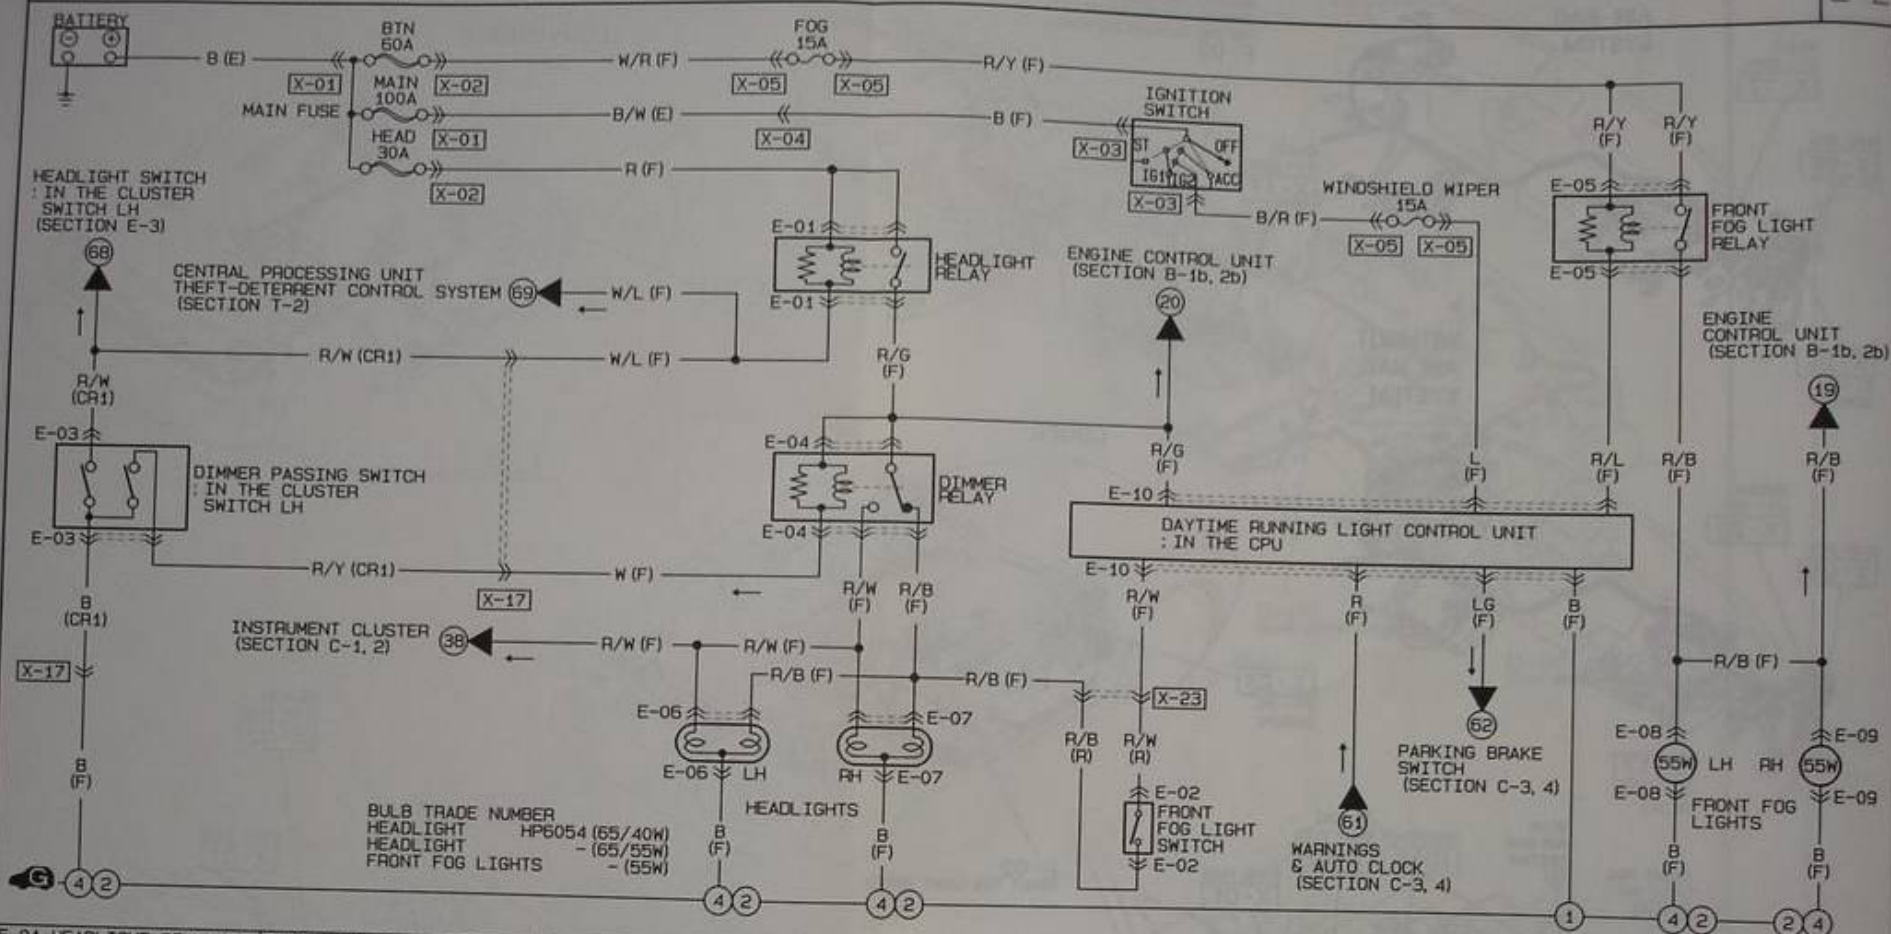 BATTERY
B (E)
X-01
BTN
60A
X-02
W/R (F)
FOG
15A
X-05
X-05
R/Y (F)
MAIN FUSE
MAIN
100A
X-01
B/W (E)
X-04
B (F)
IGNITION
SWITCH
X-03
ST
OFF
IG1
IG2
ACC
X-03
HEAD
30A
X-02
R (F)
B/R (F)
WINDSHIELD WIPER
15A
X-05
X-05
R/Y
(F)
R/Y
(F)
E-05
FRONT
FOG LIGHT
RELAY
E-05
HEADLIGHT SWITCH
: IN THE CLUSTER
SWITCH LH
(SECTION E-3)
68
CENTRAL PROCESSING UNIT
THEFT-DETERRENT CONTROL SYSTEM
(SECTION T-2)
69
W/L (F)
E-01
HEADLIGHT
RELAY
E-01
ENGINE CONTROL UNIT
(SECTION B-1b, 2b)
20
ENGINE
CONTROL UNIT
(SECTION B-1b, 2b)
19
R/W (CR1)
W/L (F)
R/G
(F)
R/W
(CR1)
E-03
DIMMER PASSING SWITCH
: IN THE CLUSTER
SWITCH LH
E-03
E-04
DIMMER
RELAY
E-04
R/G
(F)
L
(F)
R/L
(F)
R/B
(F)
R/B
(F)
E-10
DAYTIME RUNNING LIGHT CONTROL UNIT
: IN THE CPU
E-10
R/Y (CR1)
W (F)
X-17
B
(CR1)
R/W
(F)
R/B
(F)
R/W
(F)
R
(F)
LG
(F)
B
(F)
INSTRUMENT CLUSTER
(SECTION C-1, 2)
38
R/W (F)
R/W (F)
R/B (F)
R/B (F)
R/B (F)
X-17
X-23
E-06
E-07
62
PARKING BRAKE
SWITCH
(SECTION C-3, 4)
R/B
(R)
R/W
(R)
E-06
LH
RH
E-07
E-08
55W
LH
RH
55W
E-09
E-08
FRONT FOG
LIGHTS
E-09
B
(F)
HEADLIGHTS
E-02
FRONT
FOG LIGHT
SWITCH
E-02
61
WARNINGS
& AUTO CLOCK
(SECTION C-3, 4)
BULB TRADE NUMBER
HEADLIGHT HP6054 (65/40W)
HEADLIGHT - (65/55W)
FRONT FOG LIGHTS - (55W)
B
(F)
B
(F)
B
(F)
B
(F)
G
4 2
4 2
4 2
1
4 2
2 4